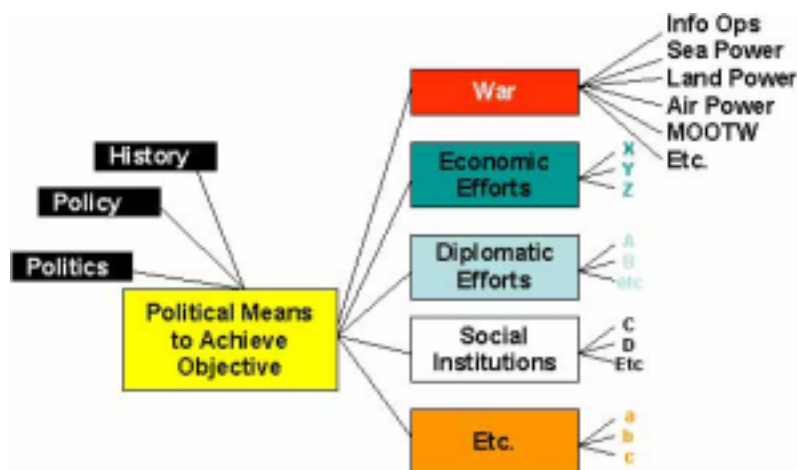 History
Policy
Politics
Political Means
to Achieve
Objective
War
Info Ops
Sea Power
Land Power
Air Power
MOOTW
Etc.
Economic
Efforts
X
Y
Z
Diplomatic
Efforts
A
B
etc
Social
Institutions
C
D
Etc
Etc.
a
b
c